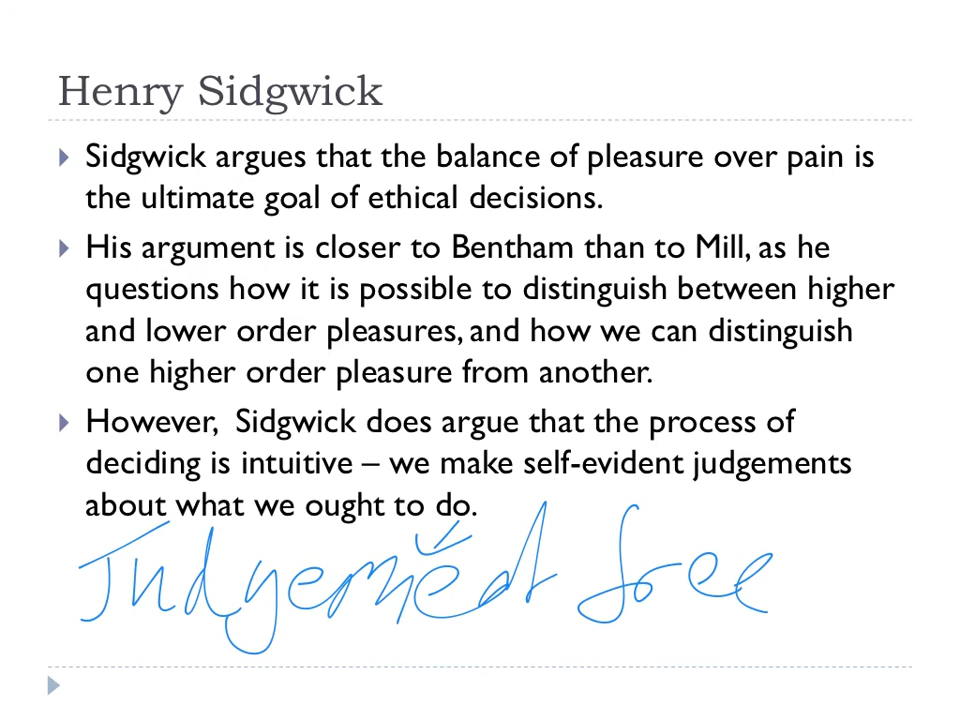 Henry Sidgwick
Sidgwick argues that the balance of pleasure over pain is
the ultimate goal of ethical decisions.
His argument is closer to Bentham than to Mill, as he
questions how it is possible to distinguish between higher
and lower order pleasures, and how we can distinguish
one higher order pleasure from another.
However, Sidgwick does argue that the process of
deciding is intuitive – we make self-evident judgements
about what we ought to do.
Judgement free